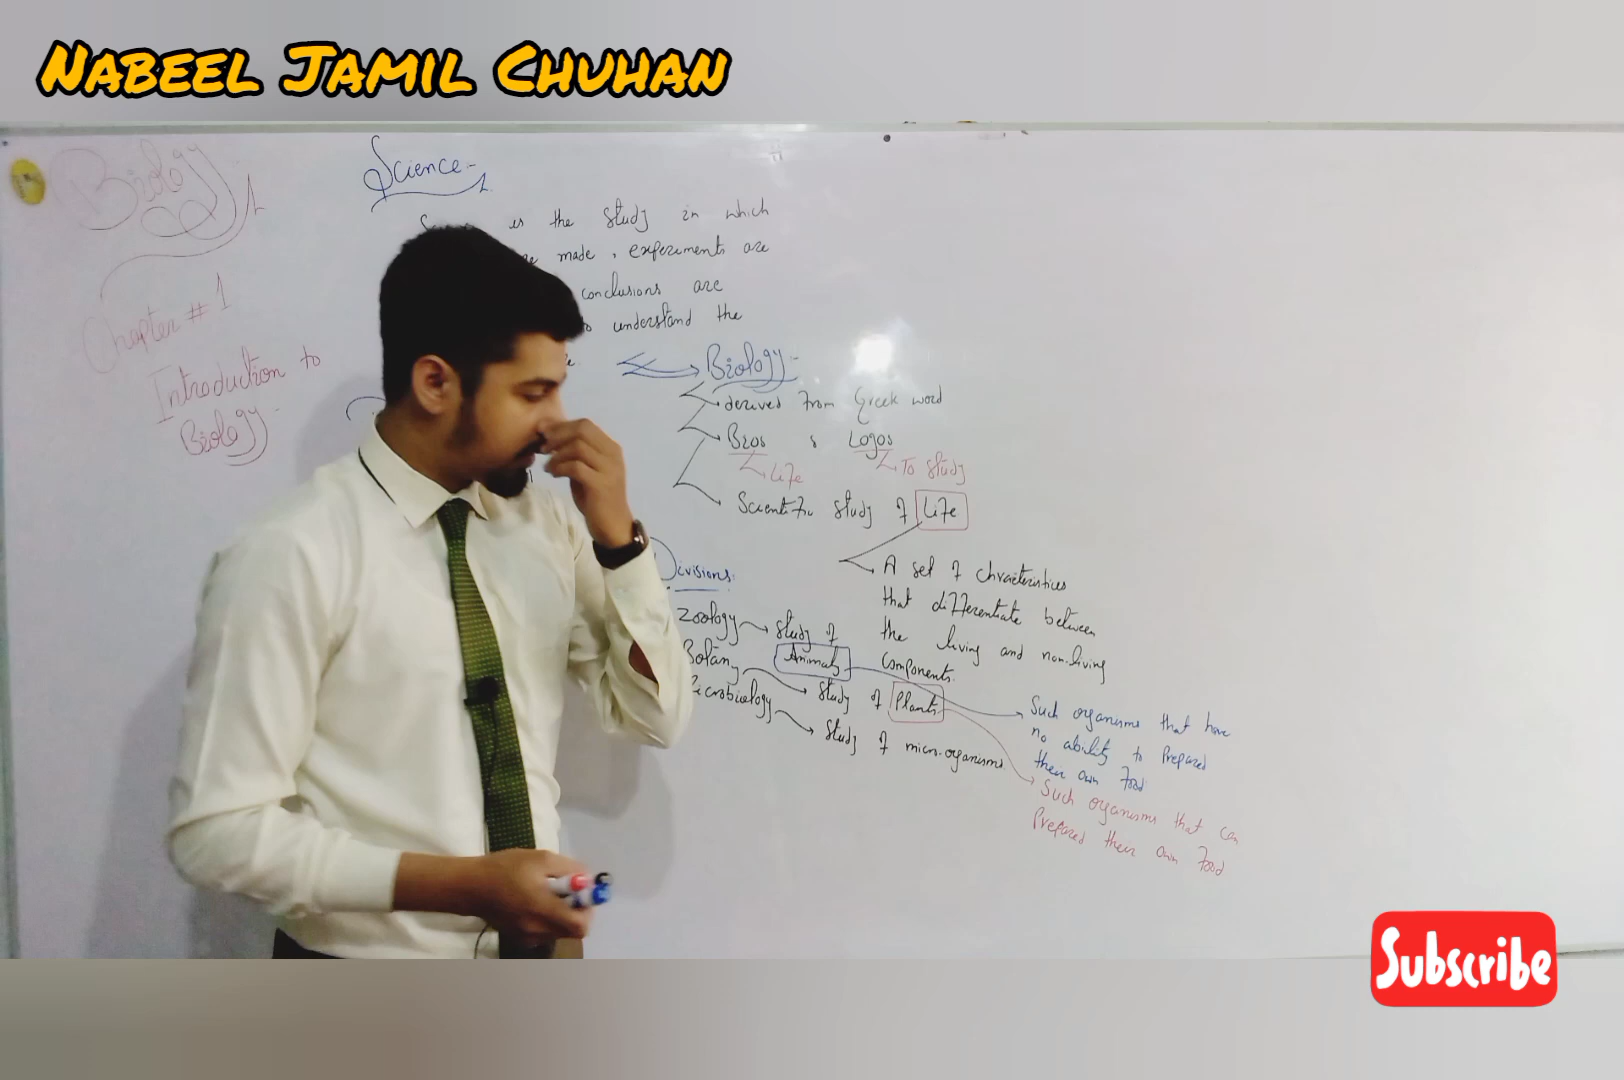 NABEEL JAMIL CHUHAN
Biology
Chapter # 1
Introduction to
Biology
Science:-
is the study in which
made, experiments are
conclusions are
understand the
Biology:-
derived from Greek word
Bios & Logos
Life
To study
Scientific study of Life
A set of chracteristics
that differentiate between
the living and non-living
components.
Divisions:
Zoology study of
Animals
Botany study of Plants
Microbiology study of micro-organisms
Such organisms that have
no ability to Prepared
their own food
Such organisms that can
Prepared their own food
Subscribe